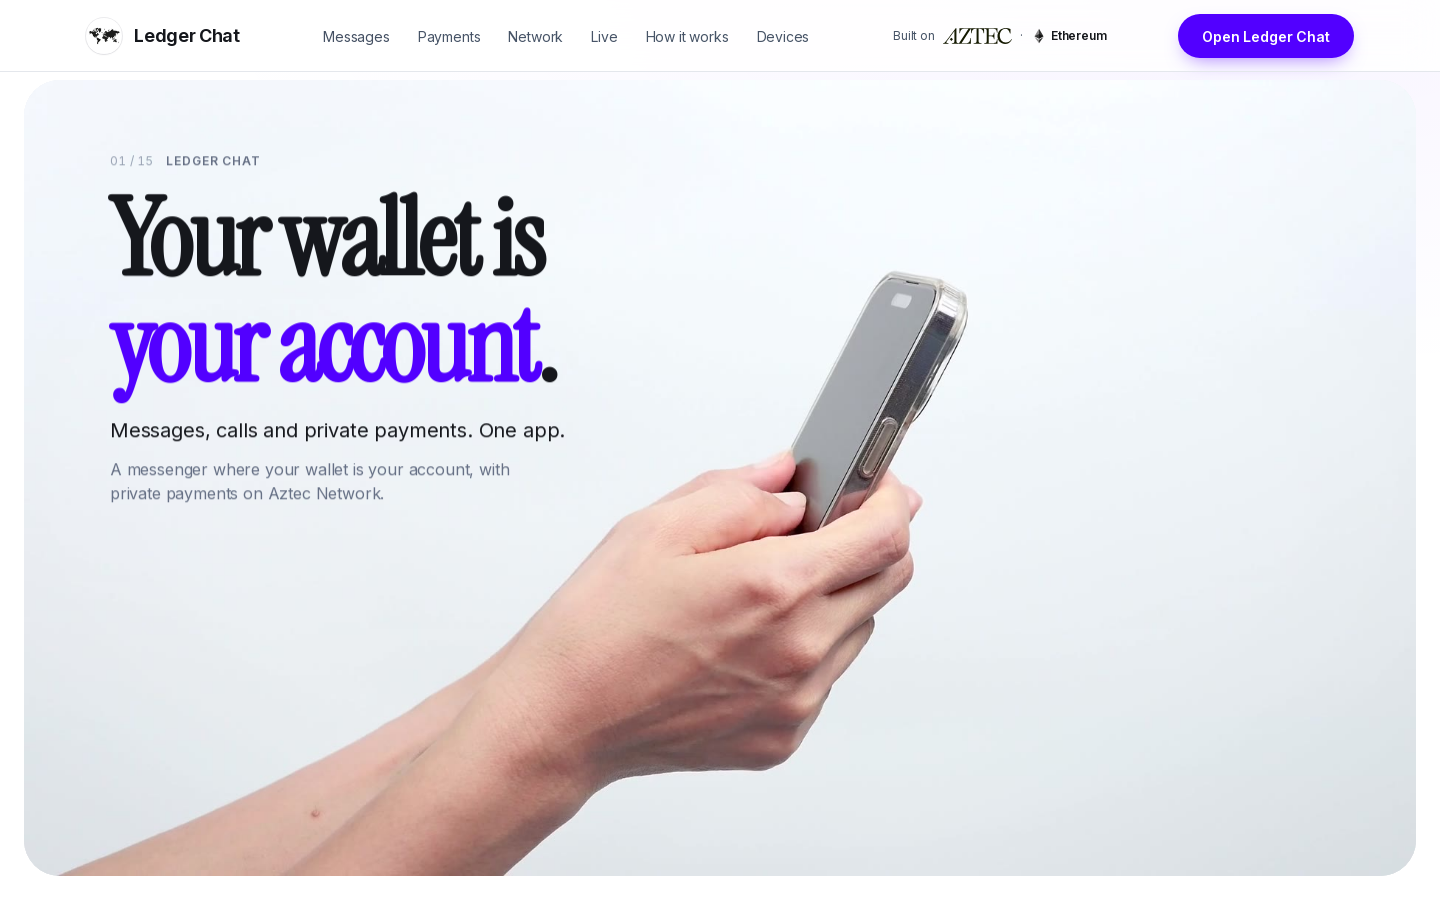 Ledger Chat
Messages
Payments
Network
Live
How it works
Devices
Built on AZTEC · Ethereum
Open Ledger Chat
01 / 15 LEDGER CHAT
Your wallet is
your account.
Messages, calls and private payments. One app.
A messenger where your wallet is your account, with
private payments on Aztec Network.